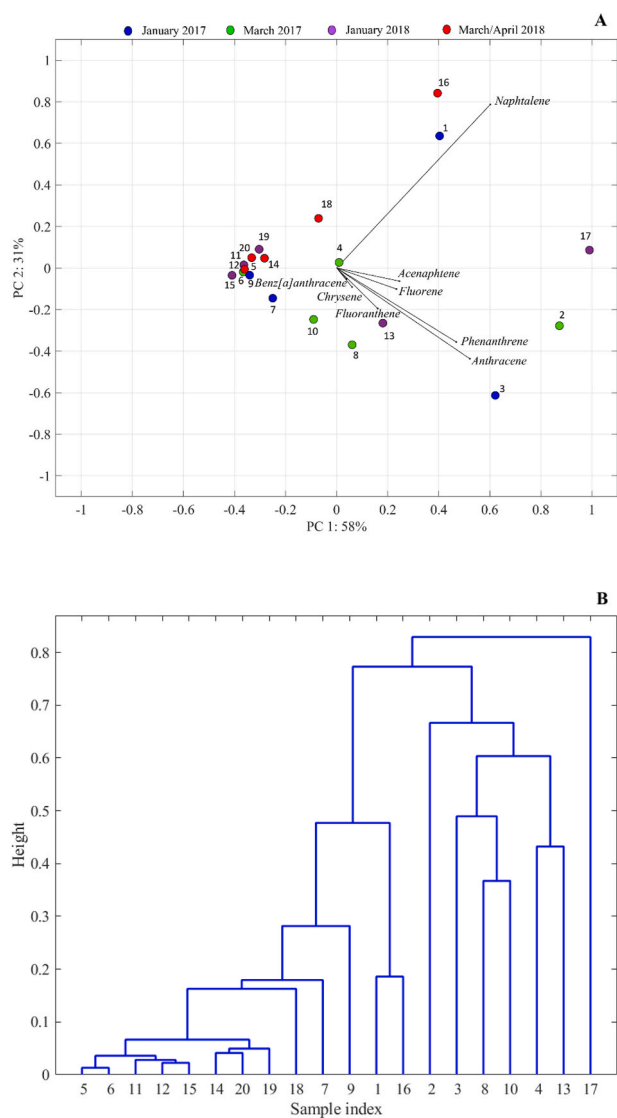 A
January 2017 March 2017 January 2018 March/April 2018
1
0.8
0.6
0.4
0.2
0
-0.2
-0.4
-0.6
-0.8
-1
PC 2: 31%
16
Naphtalene
1
18
4
17
19
20
11
12
5
14
6
15
9
7
Benz[a]anthracene
Acenaphtene
Chrysene
Fluorene
Fluoranthene
10
8
13
2
Phenanthrene
Anthracene
3
-1 -0.8 -0.6 -0.4 -0.2 0 0.2 0.4 0.6 0.8 1
PC 1: 58%
B
0.8
0.7
0.6
0.5
0.4
0.3
0.2
0.1
0
Height
5 6 11 12 15 14 20 19 18 7 9 1 16 2 3 8 10 4 13 17
Sample index